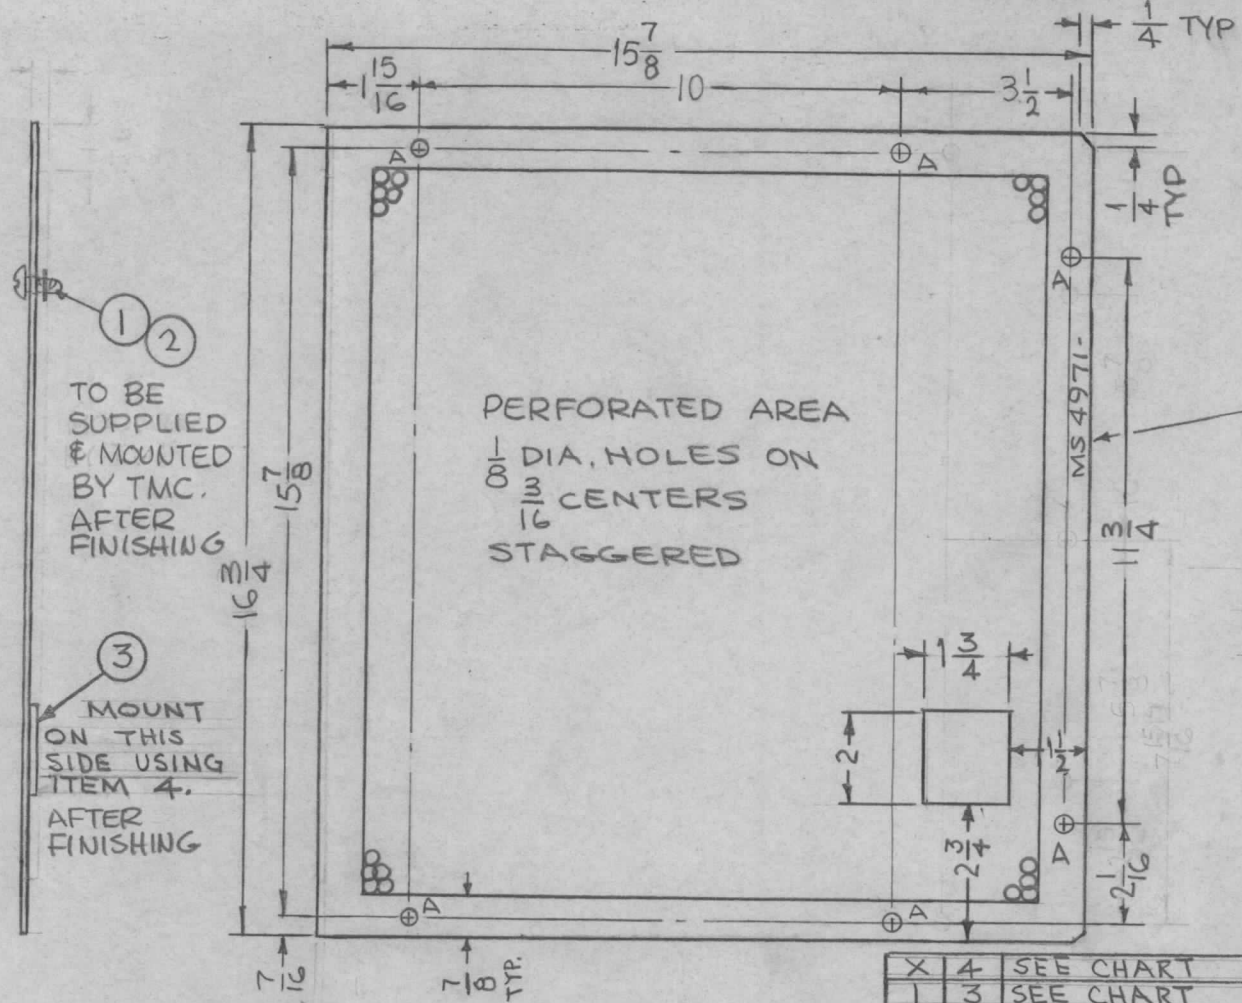 15 7/8
1/4 TYP
1 15/16
10
3 1/2
A
A
1/4 TYP
A
1
2
TO BE
SUPPLIED
& MOUNTED
BY TMC.
AFTER
FINISHING
PERFORATED AREA
1/8 DIA. HOLES ON
3/16 CENTERS
STAGGERED
MS 4971-
15 7/8
16 3/4
11 3/4
3
MOUNT
ON THIS
SIDE USING
ITEM 4.
AFTER
FINISHING
1 3/4
2
1 1/2
2 3/4
A
2 1/16
A
A
7/16
7/8 TYP.
X 4 SEE CHART
1 3 SEE CHART